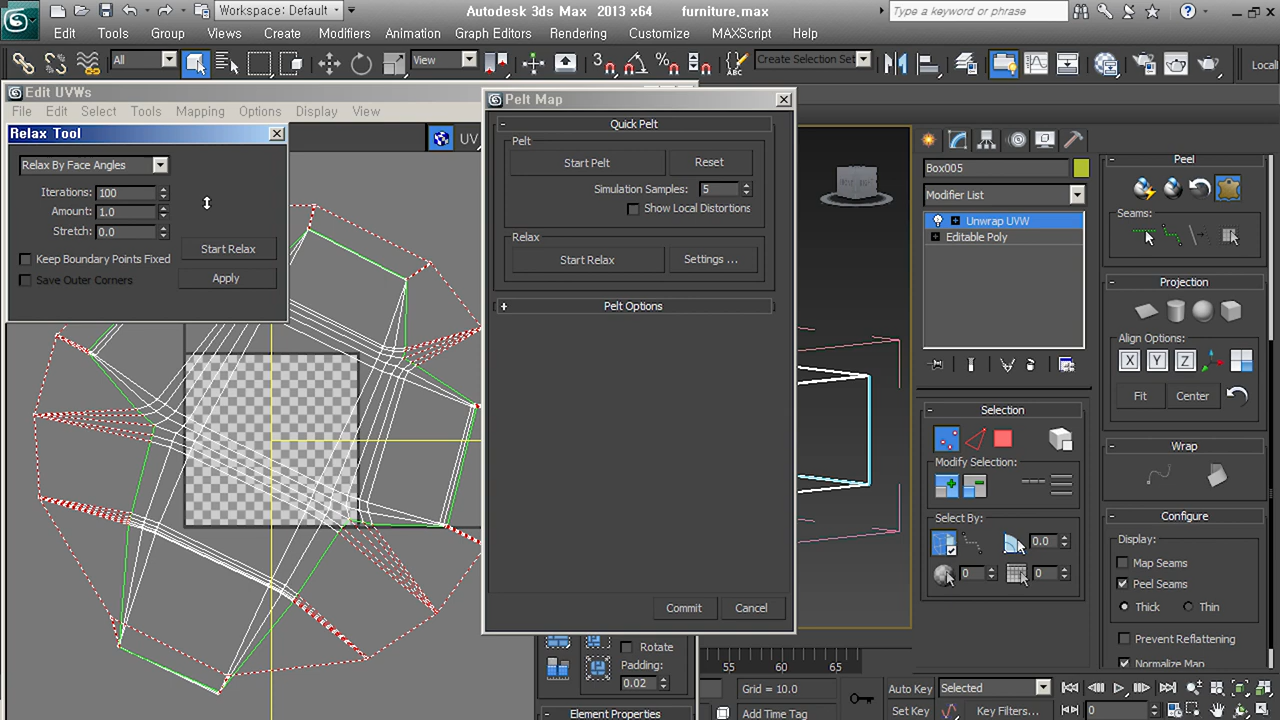 Workspace: Default
Autodesk 3ds Max 2013 x64
furniture.max
Type a keyword or phrase
Edit Tools Group Views Create Modifiers Animation Graph Editors Rendering Customize MAXScript Help
All
View
3
Create Selection Set
Locali
Edit UVWs
File Edit Select Tools Mapping Options Display View
UV
Relax Tool
Relax By Face Angles
Iterations: 100
Amount: 1.0
Stretch: 0.0
Start Relax
Keep Boundary Points Fixed
Save Outer Corners
Apply
Pelt Map
Quick Pelt
Pelt
Start Pelt
Reset
Simulation Samples: 5
Show Local Distortions
Relax
Start Relax
Settings ...
Pelt Options
Commit
Cancel
Rotate
Padding:
0.02
Element Properties
55 60 65
Grid = 10.0
Add Time Tag
Auto Key
Selected
Set Key
Key Filters...
0
Box005
Modifier List
Unwrap UVW
Editable Poly
Selection
Modify Selection:
Select By:
0.0
0
0
Peel
Seams:
Projection
Align Options:
X Y Z
Fit
Center
Wrap
Configure
Display:
Map Seams
Peel Seams
Thick
Thin
Prevent Reflattening
Normalize Map